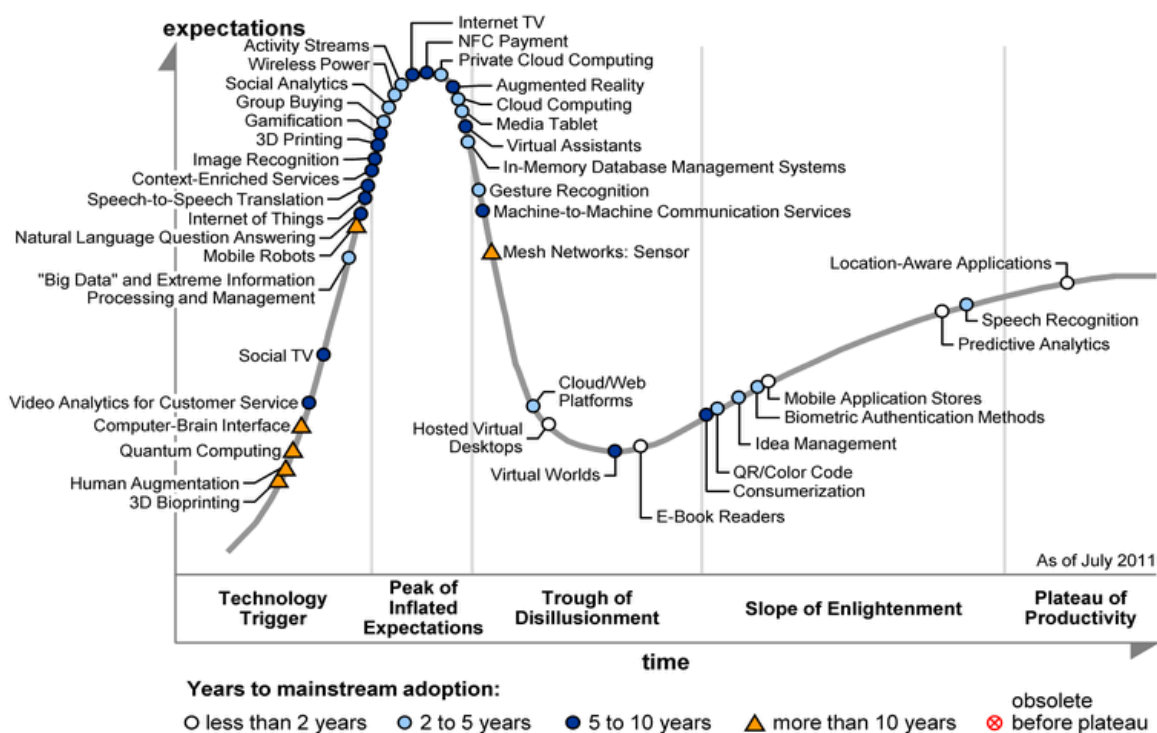 expectations
Activity Streams
Wireless Power
Social Analytics
Group Buying
Gamification
3D Printing
Image Recognition
Context-Enriched Services
Speech-to-Speech Translation
Internet of Things
Natural Language Question Answering
Mobile Robots
"Big Data" and Extreme Information
Processing and Management
Social TV
Video Analytics for Customer Service
Computer-Brain Interface
Quantum Computing
Human Augmentation
3D Bioprinting
Internet TV
NFC Payment
Private Cloud Computing
Augmented Reality
Cloud Computing
Media Tablet
Virtual Assistants
In-Memory Database Management Systems
Gesture Recognition
Machine-to-Machine Communication Services
Mesh Networks: Sensor
Cloud/Web
Platforms
Hosted Virtual
Desktops
Virtual Worlds
E-Book Readers
Location-Aware Applications
Speech Recognition
Predictive Analytics
Mobile Application Stores
Biometric Authentication Methods
Idea Management
QR/Color Code
Consumerization
As of July 2011
Technology
Trigger
Peak of
Inflated
Expectations
Trough of
Disillusionment
Slope of Enlightenment
Plateau of
Productivity
time
Years to mainstream adoption:
less than 2 years
2 to 5 years
5 to 10 years
more than 10 years
obsolete
before plateau